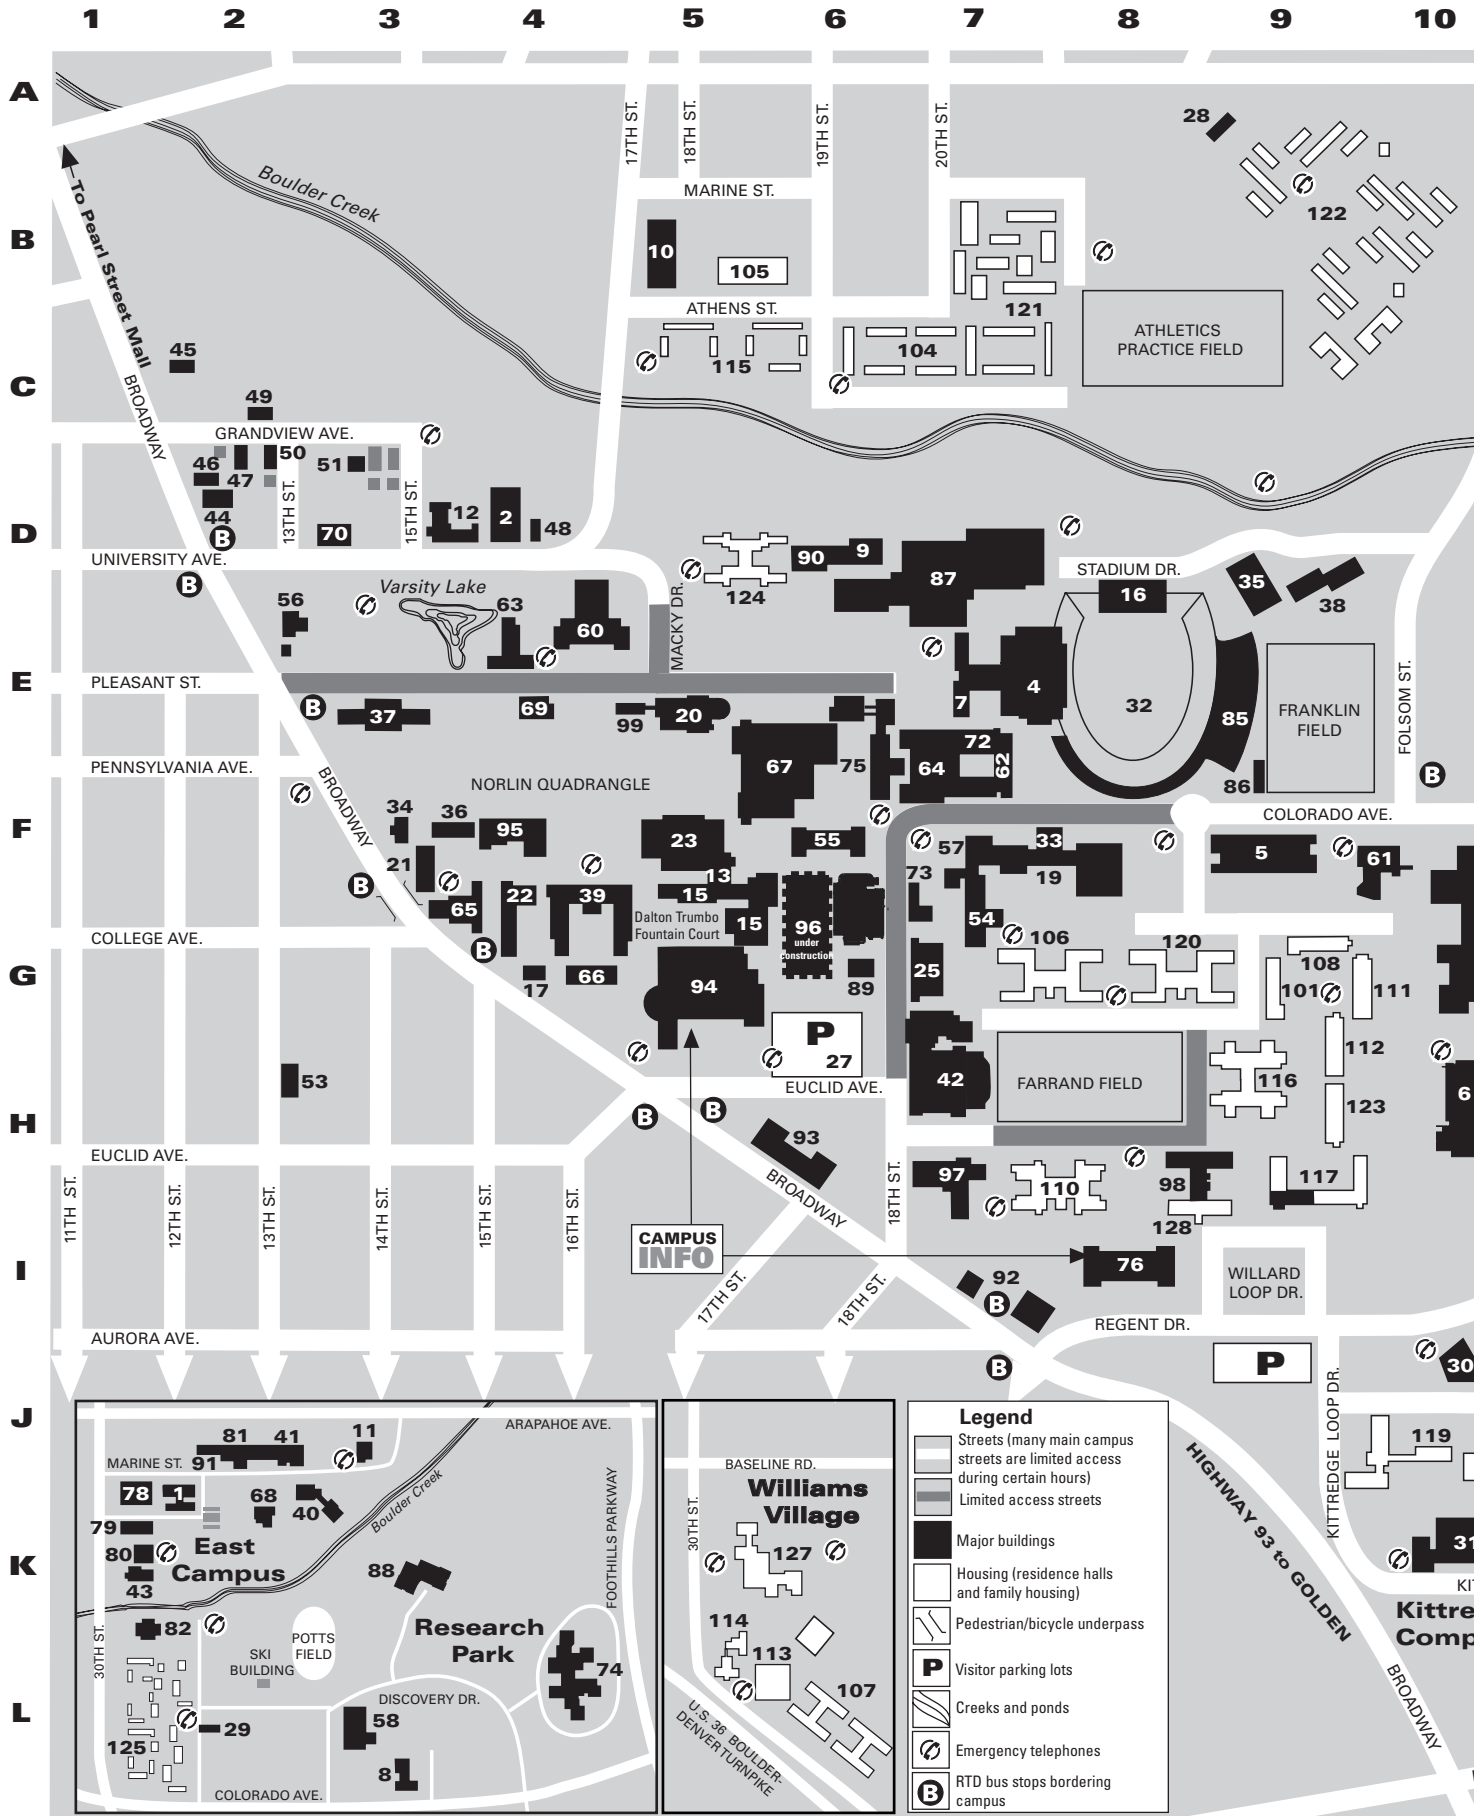 1 2 3 4 5 6 7 8 9 10
A
17TH ST.
18TH ST.
19TH ST.
20TH ST.
28
Boulder Creek
To Pearl Street Mall
MARINE ST.
122
B
10
105
121
ATHENS ST.
ATHLETICS
PRACTICE FIELD
45
115
104
C
BROADWAY
49
GRANDVIEW AVE.
46
47
50
51
44
13TH ST.
15TH ST.
70
12
2
48
D
B
UNIVERSITY AVE.
B
90
9
87
124
STADIUM DR.
16
35
38
Varsity Lake
56
63
60
MACKY DR.
E
PLEASANT ST.
B
37
69
99
20
7
4
32
85
FRANKLIN
FIELD
FOLSOM ST.
67
75
72
64
62
86
B
PENNSYLVANIA AVE.
BROADWAY
NORLIN QUADRANGLE
F
34
36
95
23
55
COLORADO AVE.
21
57
33
5
61
13
73
19
B
65
22
39
15
15
Dalton Trumbo
Fountain Court
96
under
construction
54
COLLEGE AVE.
B
106
120
G
17
66
94
89
25
108
101
111
P
27
112
53
EUCLID AVE.
42
FARRAND FIELD
116
123
6
H
B
B
93
EUCLID AVE.
BROADWAY
18TH ST.
97
110
98
117
128
11TH ST.
12TH ST.
13TH ST.
14TH ST.
15TH ST.
16TH ST.
CAMPUS
INFO
I
76
WILLARD
LOOP DR.
92
B
17TH ST.
18TH ST.
REGENT DR.
AURORA AVE.
B
P
30
KITTREDGE LOOP DR.
J
ARAPAHOE AVE.
81
41
11
MARINE ST.
91
78
1
68
40
Boulder Creek
79
80
43
East
Campus
K
88
FOOTHILLS PARKWAY
82
30TH ST.
SKI
BUILDING
POTTS
FIELD
Research
Park
74
L
DISCOVERY DR.
29
58
125
8
COLORADO AVE.
BASELINE RD.
Williams
Village
30TH ST.
127
114
113
107
U.S. 36 BOULDER-
DENVER TURNPIKE
Legend
Streets (many main campus
streets are limited access
during certain hours)
Limited access streets
Major buildings
Housing (residence halls
and family housing)
Pedestrian/bicycle underpass
P
Visitor parking lots
Creeks and ponds
Emergency telephones
B
RTD bus stops bordering
campus
HIGHWAY 93 to GOLDEN
119
31
KIT
Kittre
Comp
BROADWAY